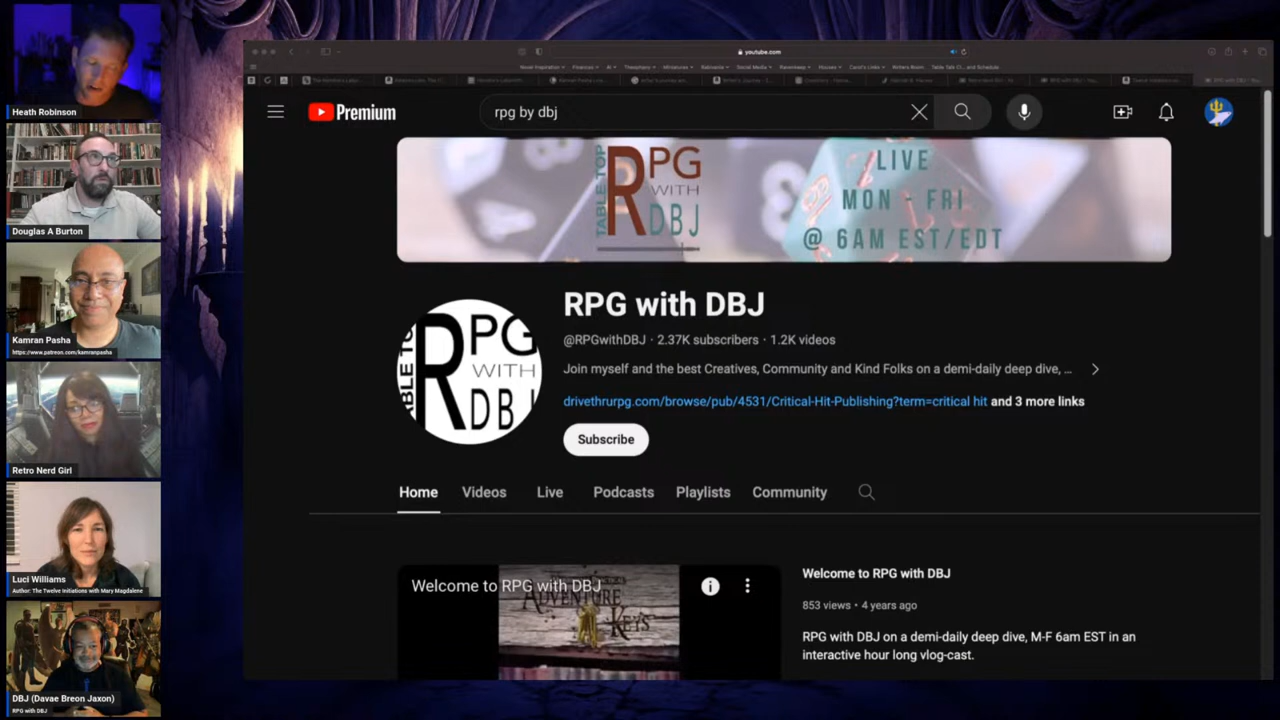 Heath Robinson
Douglas A Burton
Kamran Pasha
https://www.patreon.com/kamranpasha
Retro Nerd Girl
Luci Williams
Author: The Twelve Initiations with Mary Magdalene
DBJ (Davae Breon Jaxon)
RPG with DBJ
youtube.com
Premium
rpg by dbj
TABLE TOP
RPG
WITH
DBJ
LIVE
MON - FRI
@ 6AM EST/EDT
TABLE TOP
RPG
WITH
DBJ
RPG with DBJ
@RPGwithDBJ · 2.37K subscribers · 1.2K videos
Join myself and the best Creatives, Community and Kind Folks on a demi-daily deep dive, ...
drivethrurpg.com/browse/pub/4531/Critical-Hit-Publishing?term=critical hit and 3 more links
Subscribe
Home Videos Live Podcasts Playlists Community
Welcome to RPG with DBJ
ADVENTURE
KEYS
Welcome to RPG with DBJ
853 views • 4 years ago
RPG with DBJ on a demi-daily deep dive, M-F 6am EST in an
interactive hour long vlog-cast.